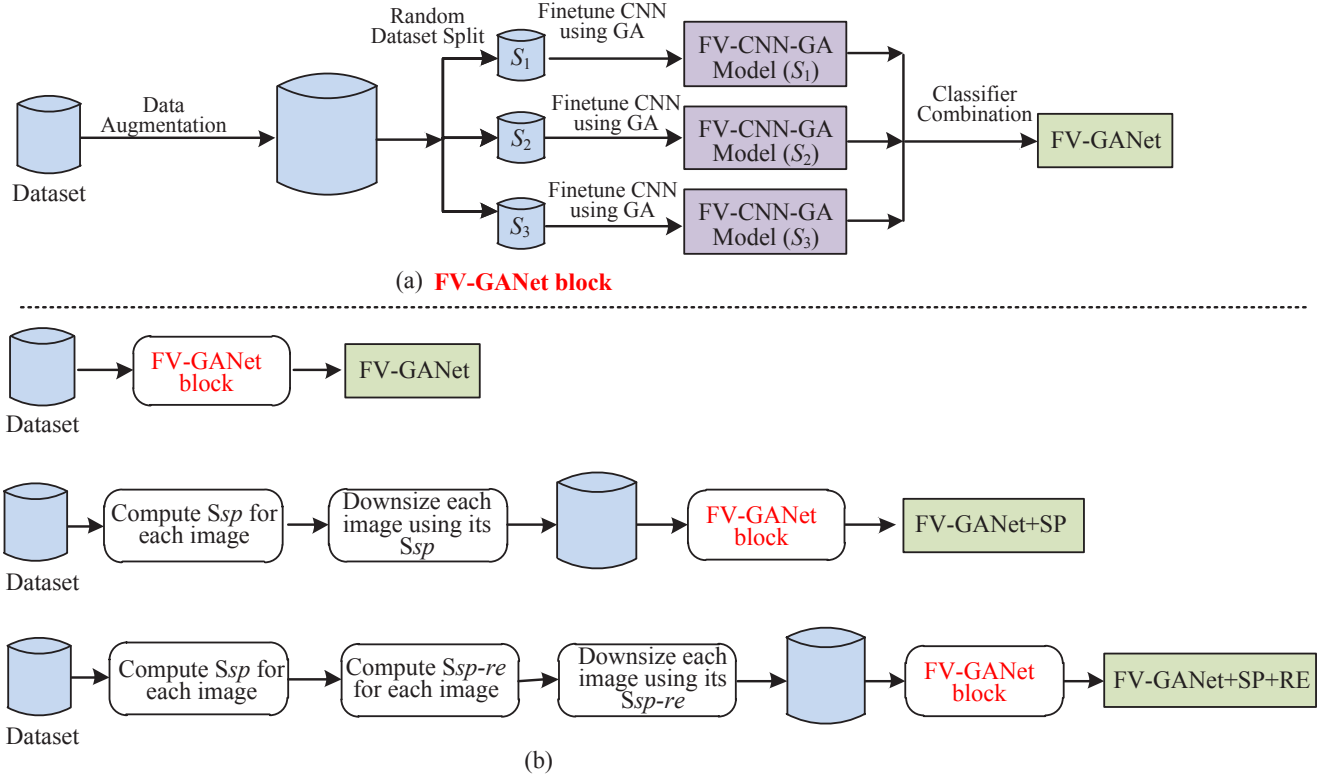 Random
Dataset Split
Finetune CNN
using GA
S1
FV-CNN-GA
Model (S1)
Data
Augmentation
Finetune CNN
using GA
S2
FV-CNN-GA
Model (S2)
Classifier
Combination
FV-GANet
Dataset
Finetune CNN
using GA
S3
FV-CNN-GA
Model (S3)
(a) FV-GANet block
FV-GANet
block
FV-GANet
Dataset
Compute Ssp for
each image
Downsize each
image using its
Ssp
FV-GANet
block
FV-GANet+SP
Dataset
Compute Ssp for
each image
Compute Ssp-re
for each image
Downsize each
image using its
Ssp-re
FV-GANet
block
FV-GANet+SP+RE
Dataset
(b)